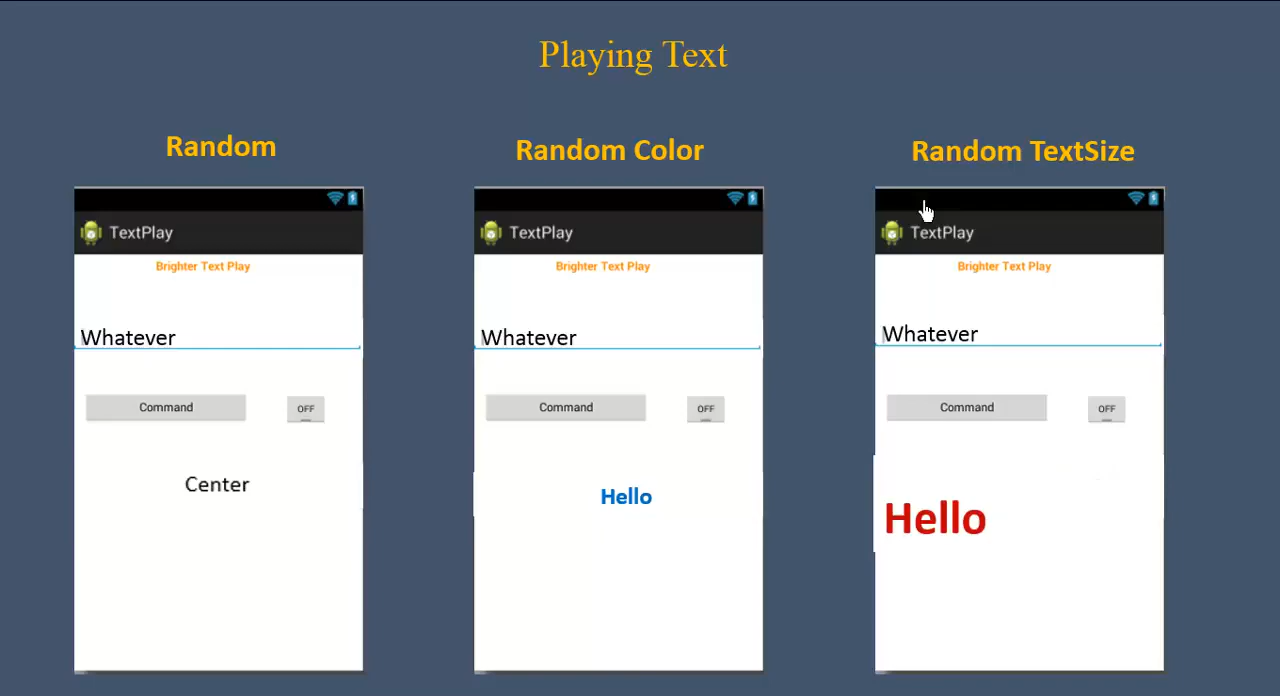 Playing Text
Random
TextPlay
Brighter Text Play
Whatever
Command
OFF
Center
Random Color
TextPlay
Brighter Text Play
Whatever
Command
OFF
Hello
Random TextSize
TextPlay
Brighter Text Play
Whatever
Command
OFF
Hello